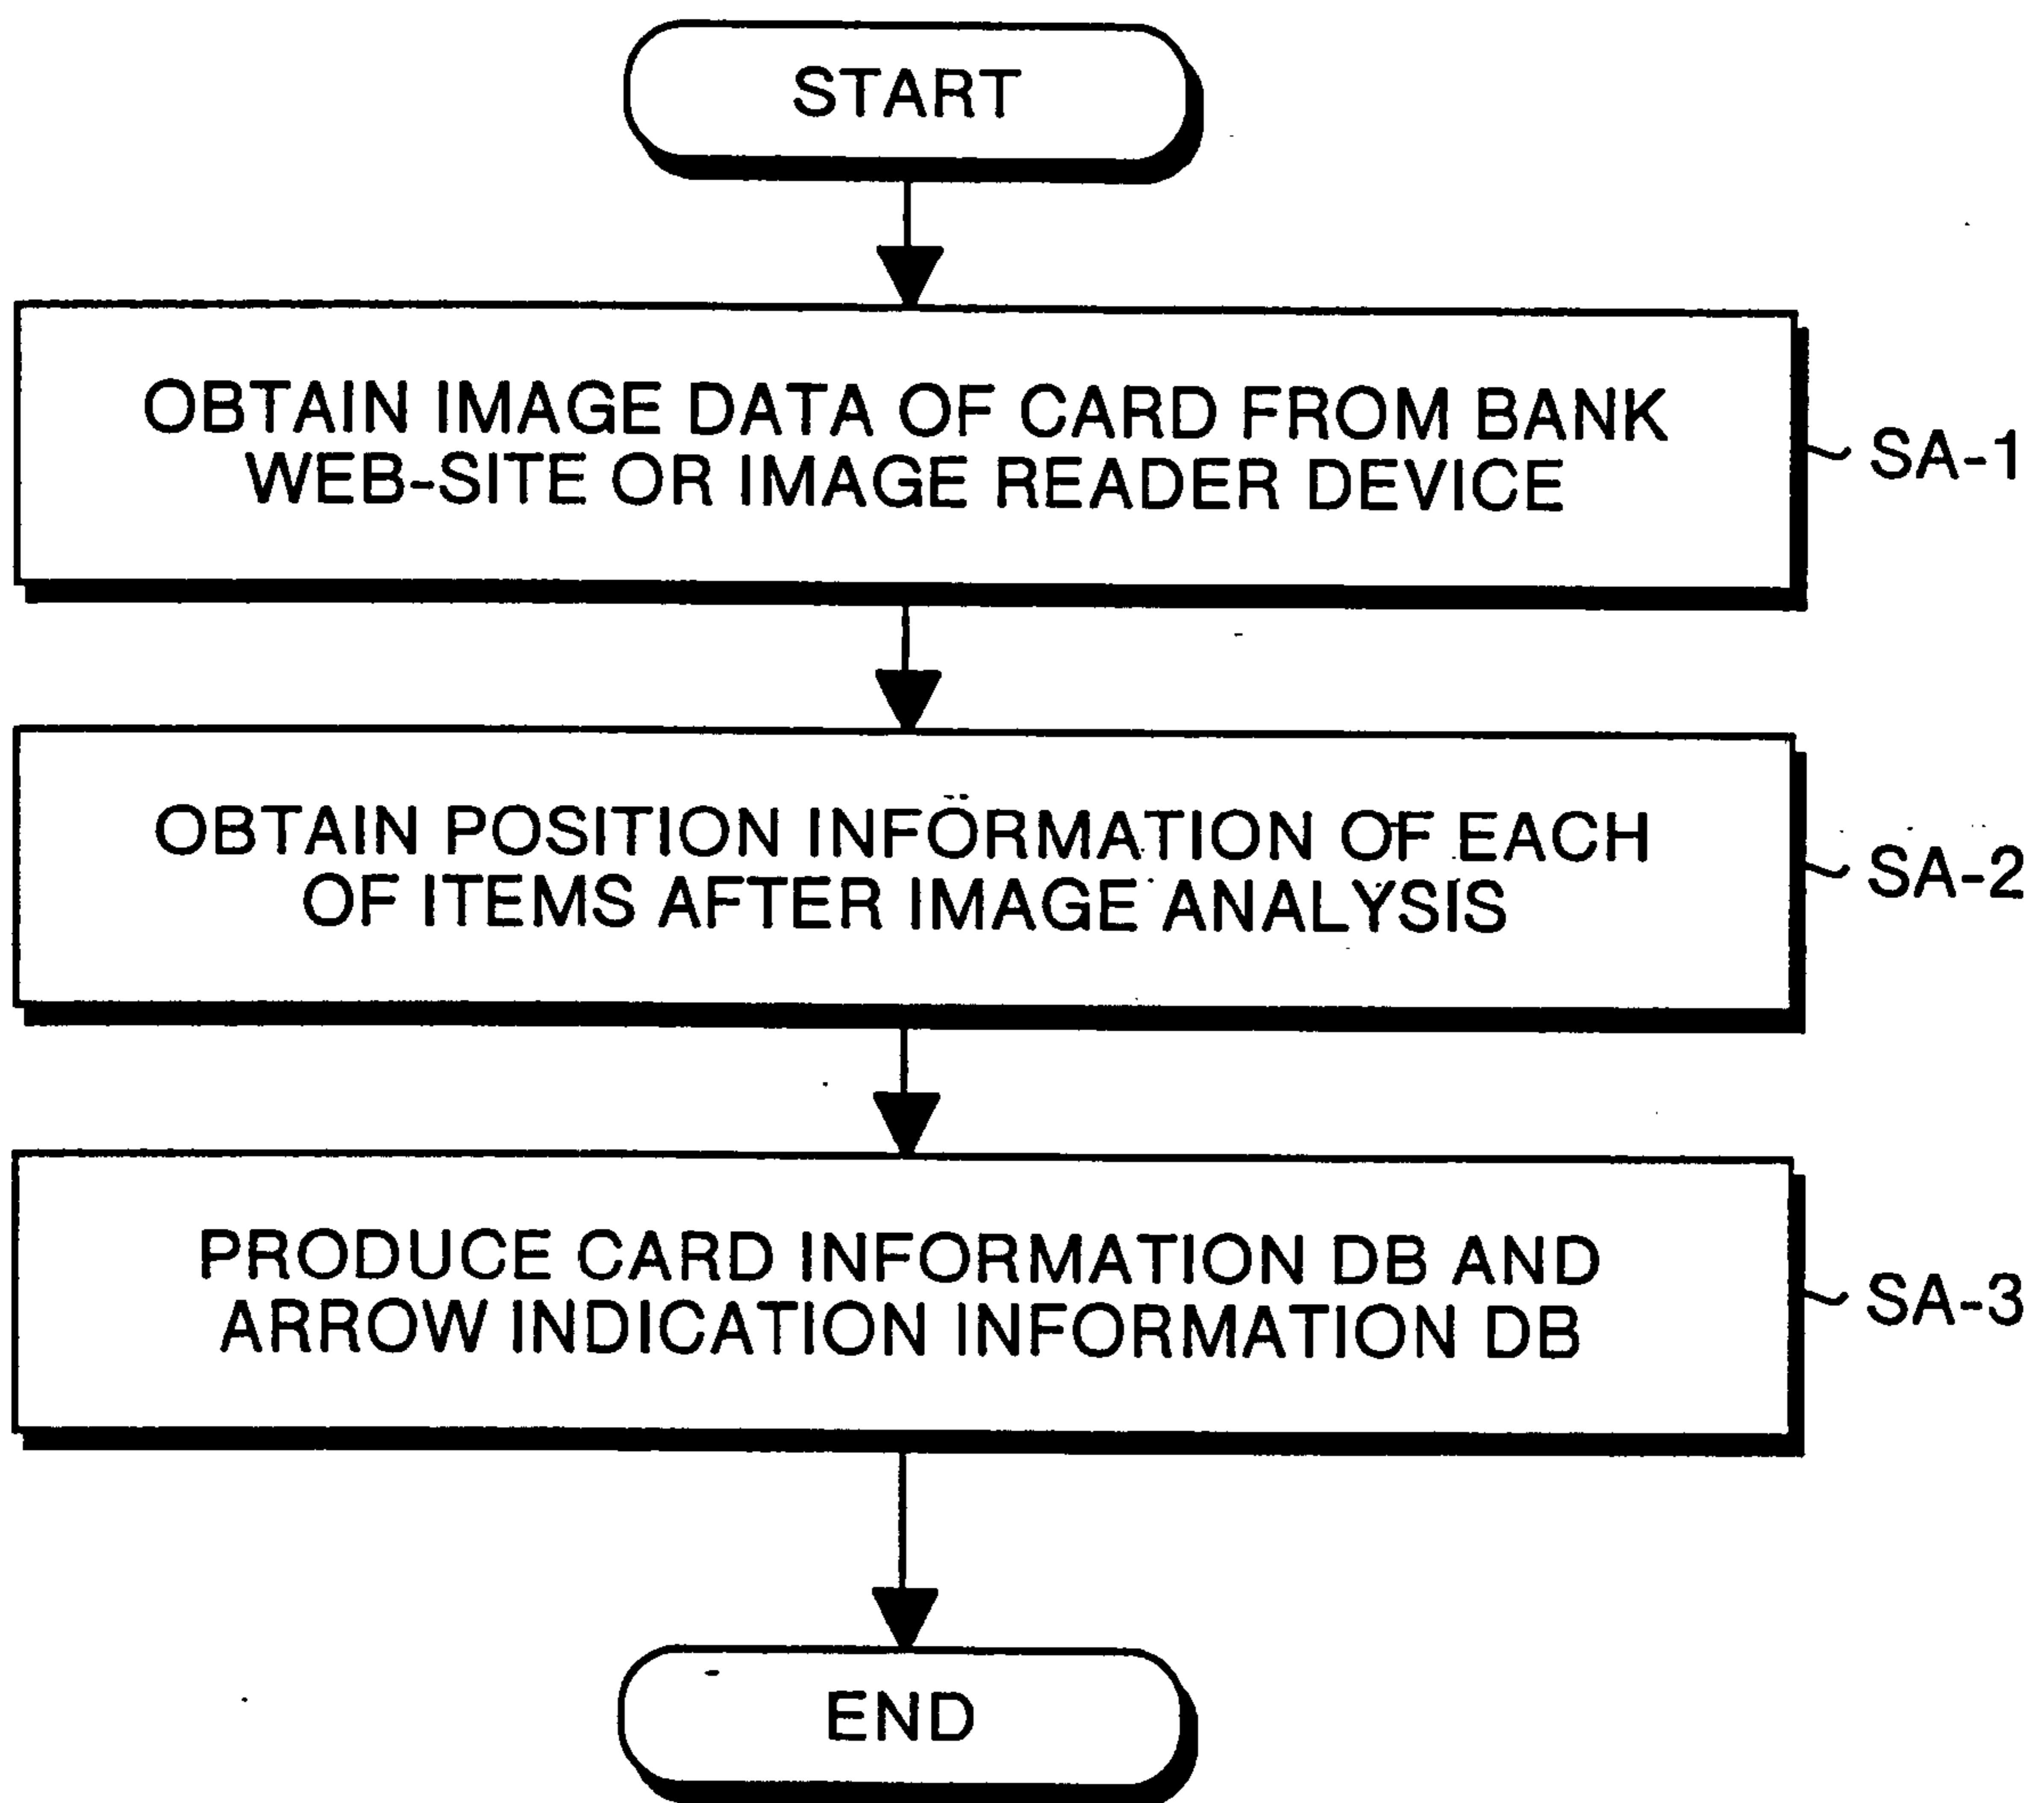 START
OBTAIN IMAGE DATA OF CARD FROM BANK
WEB-SITE OR IMAGE READER DEVICE
SA-1
OBTAIN POSITION INFORMATION OF EACH
OF ITEMS AFTER IMAGE ANALYSIS
SA-2
PRODUCE CARD INFORMATION DB AND
ARROW INDICATION INFORMATION DB
SA-3
END